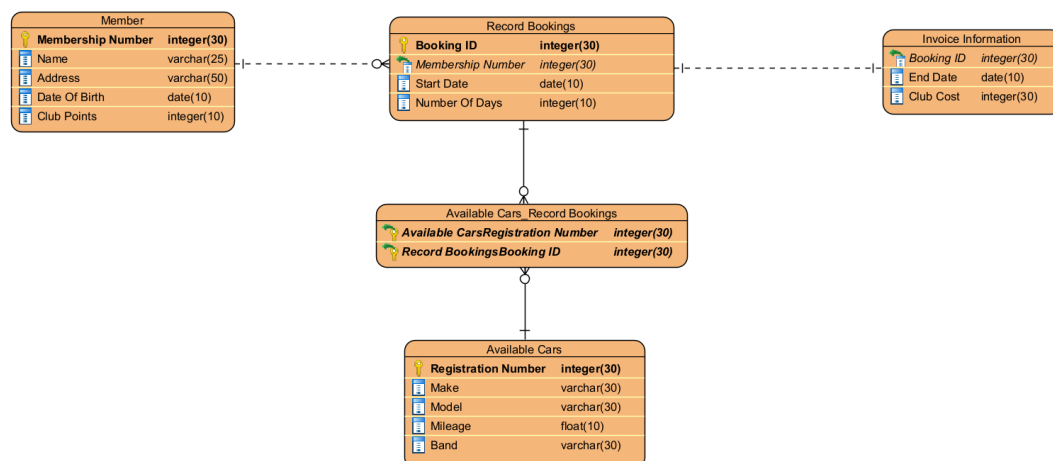 Member
Membership Number integer(30)
Name varchar(25)
Address varchar(50)
Date Of Birth date(10)
Club Points integer(10)
Record Bookings
Booking ID integer(30)
Membership Number integer(30)
Start Date date(10)
Number Of Days integer(10)
Invoice Information
Booking ID integer(30)
End Date date(10)
Club Cost integer(30)
Available Cars_Record Bookings
Available CarsRegistration Number integer(30)
Record BookingsBooking ID integer(30)
Available Cars
Registration Number integer(30)
Make varchar(30)
Model varchar(30)
Mileage float(10)
Band varchar(30)